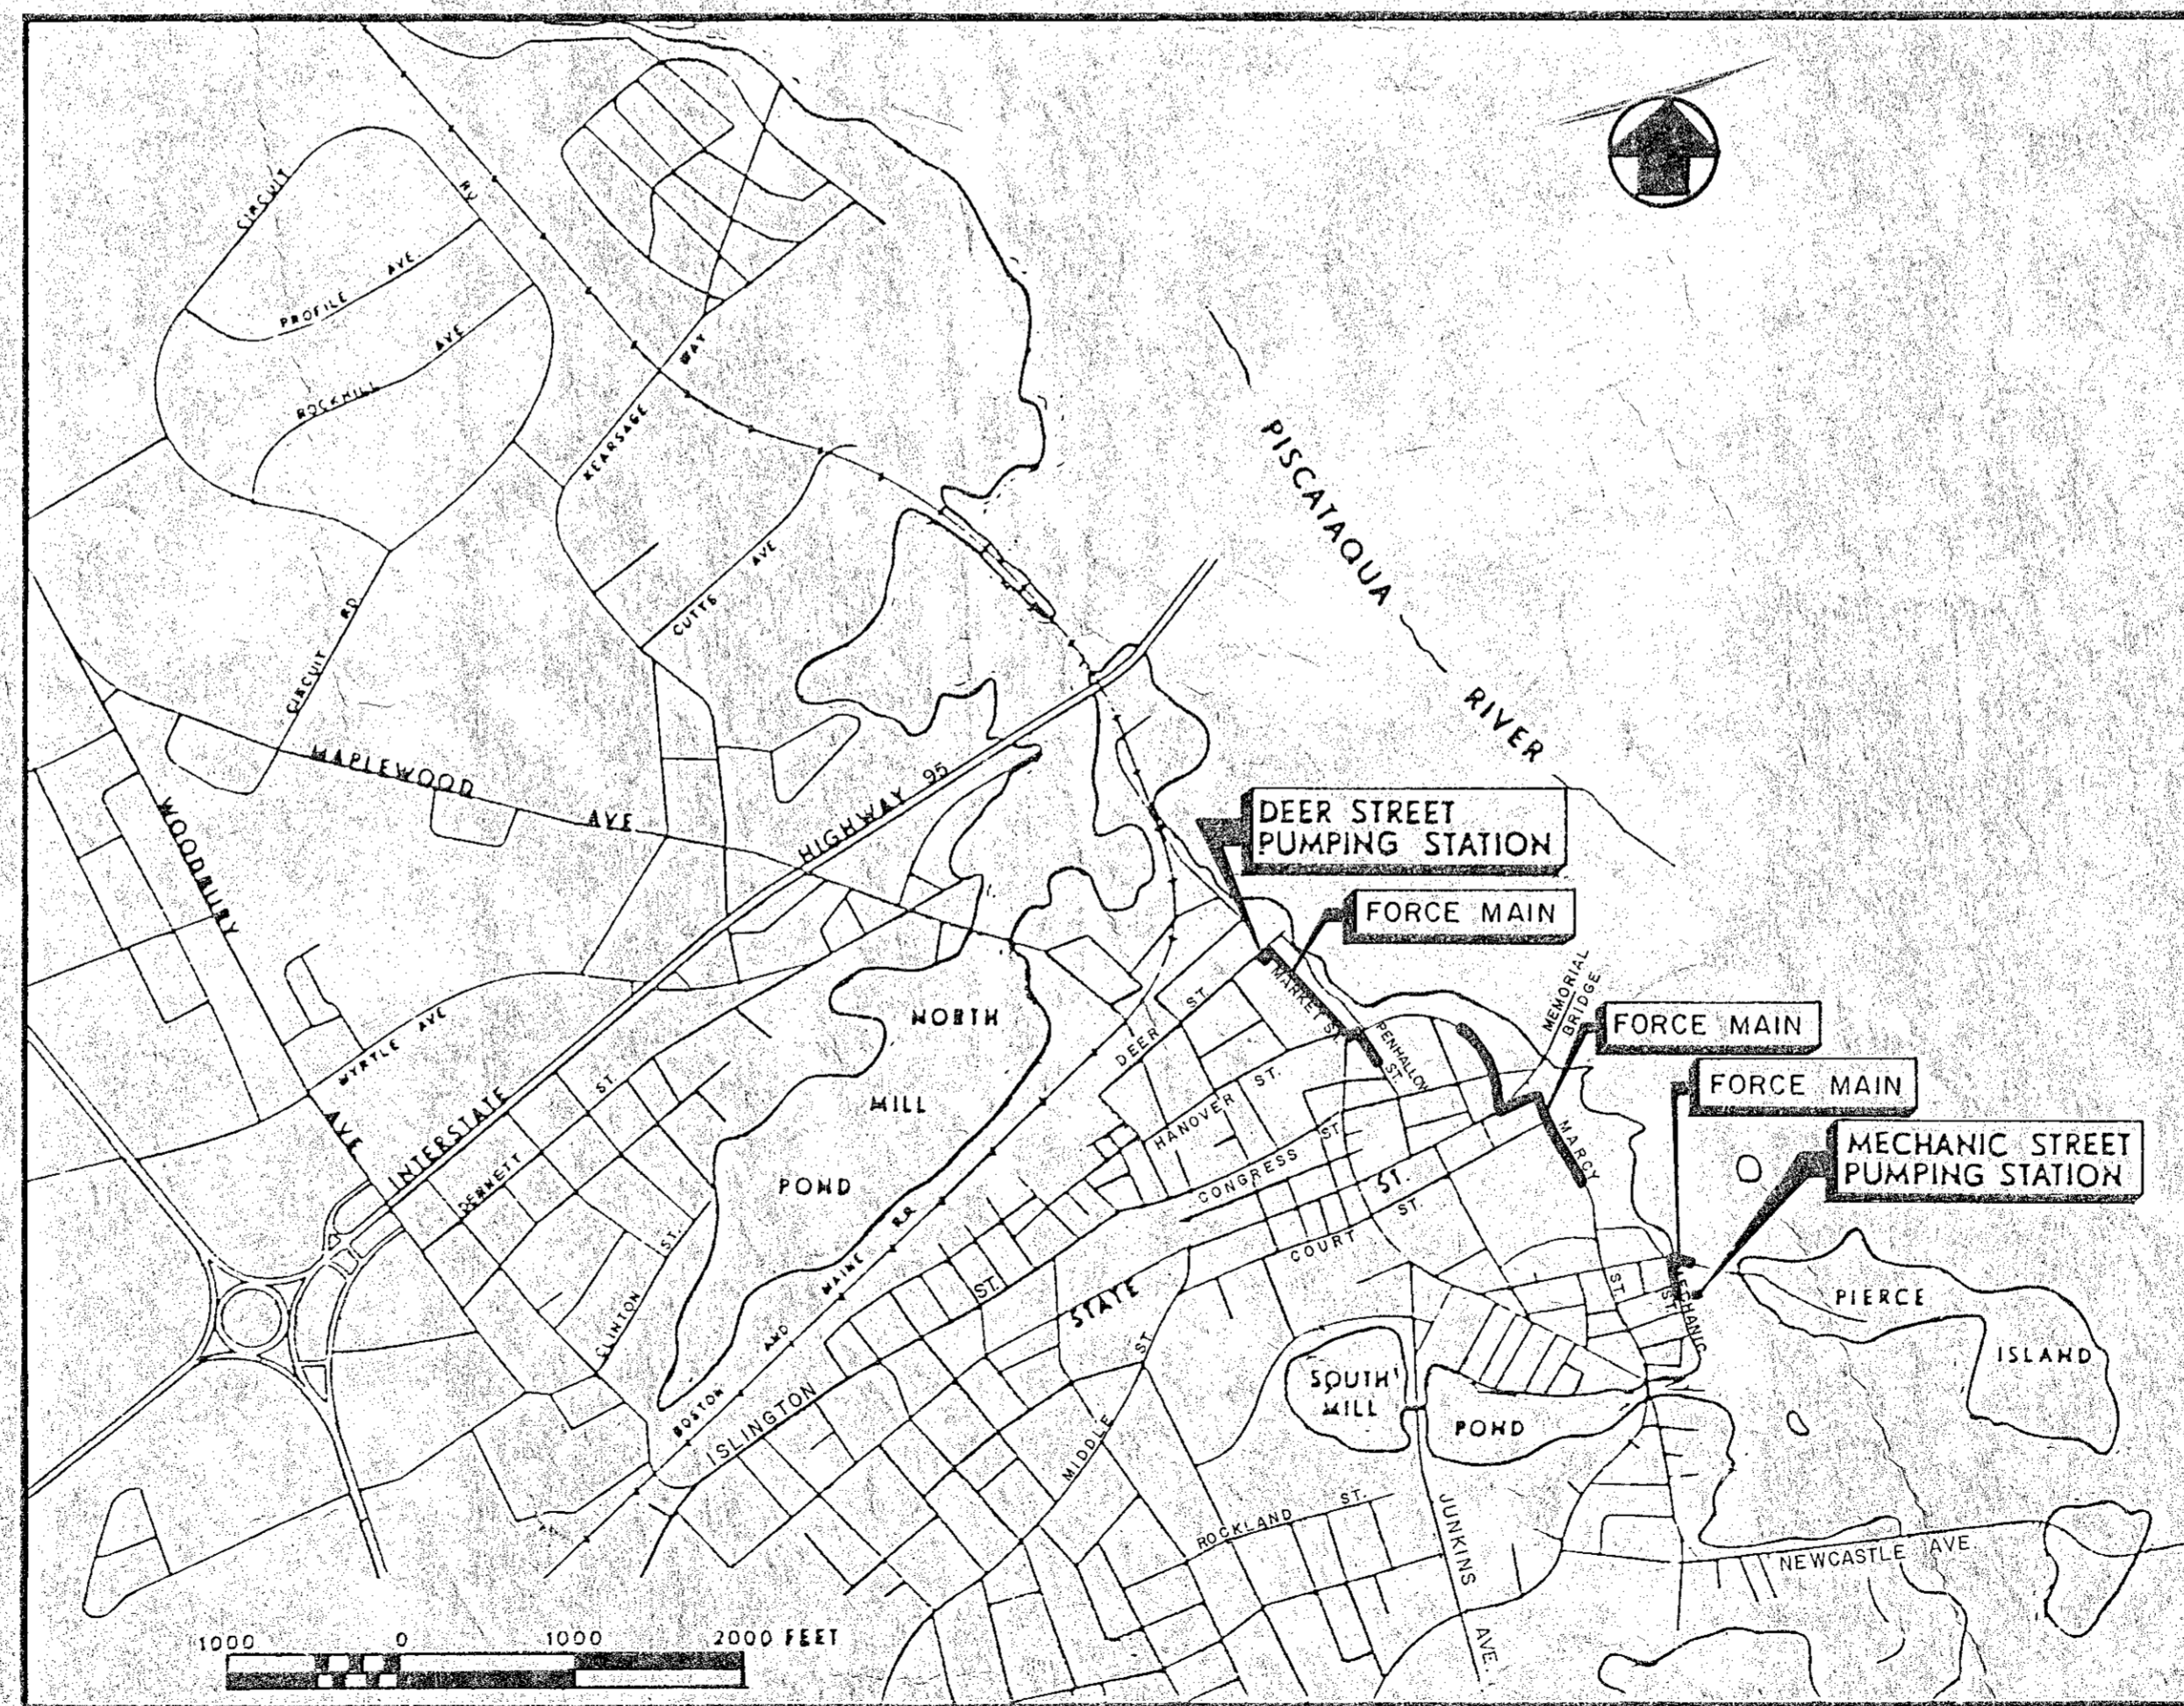 CIRCUIT
RD
PROFILE AVE.
ROCKHILL AVE
KEARSAGE WAY
CUTTS AVE
CIRCUIT RD
PISCATAQUA
RIVER
MAPLEWOOD AVE
WOODBURY
AVE
INTERSTATE
HIGHWAY 95
MYRTLE AVE
DENNETT ST.
CLINTON ST.
NORTH
MILL
POND
BOSTON AND MAINE R.R
DEER STREET
PUMPING STATION
FORCE MAIN
MEMORIAL
BRIDGE
FORCE MAIN
FORCE MAIN
MECHANIC STREET
PUMPING STATION
DEER ST.
MARKET ST.
PENHALLOW
ST.
HANOVER ST.
CONGRESS ST.
STATE ST.
COURT ST.
MARCY
ST.
MECHANIC
ST.
ISLINGTON ST.
MIDDLE ST
SOUTH
MILL
POND
PIERCE
ISLAND
ROCKLAND ST.
JUNKINS
AVE.
NEWCASTLE AVE
1000 0 1000 2000 FEET